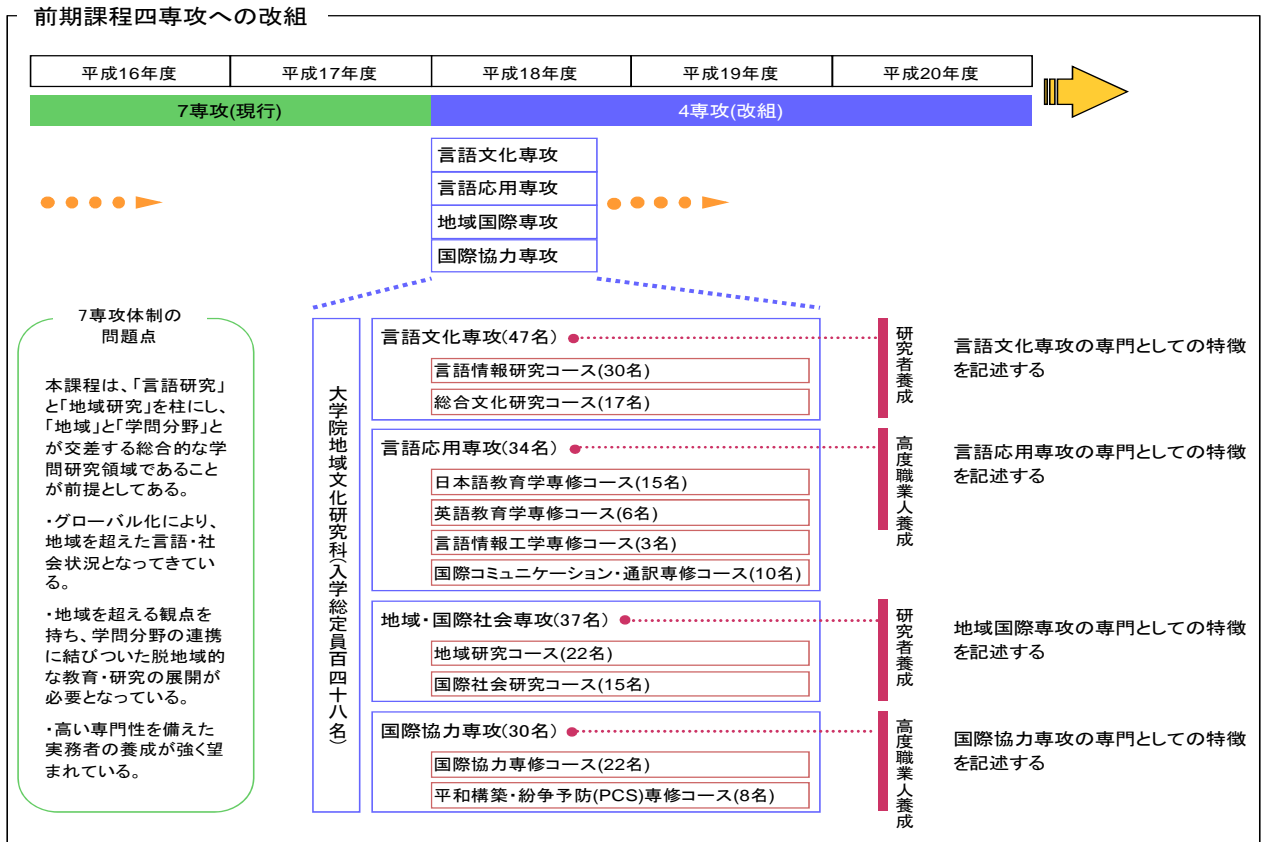 前期課程四専攻への改組
平成16年度
平成17年度
平成18年度
平成19年度
平成20年度
7専攻(現行)
4専攻(改組)
言語文化専攻
言語応用専攻
地域国際専攻
国際協力専攻
7専攻体制の
問題点
本課程は、「言語研究」
と「地域研究」を柱にし、
「地域」と「学問分野」と
が交差する総合的な学
問研究領域であること
が前提としてある。
・グローバル化により、
地域を超えた言語・社
会状況となってきてい
る。
・地域を超える観点を
持ち、学問分野の連携
に結びついた脱地域的
な教育・研究の展開が
必要となっている。
・高い専門性を備えた
実務者の養成が強く望
まれている。
大学院地域文化研究科(入学総定員百四十八名)
言語文化専攻(47名)
言語情報研究コース(30名)
総合文化研究コース(17名)
研究者養成
言語文化専攻の専門としての特徴
を記述する
言語応用専攻(34名)
日本語教育学専修コース(15名)
英語教育学専修コース(6名)
言語情報工学専修コース(3名)
国際コミュニケーション・通訳専修コース(10名)
高度職業人養成
言語応用専攻の専門としての特徴
を記述する
地域・国際社会専攻(37名)
地域研究コース(22名)
国際社会研究コース(15名)
研究者養成
地域国際専攻の専門としての特徴
を記述する
国際協力専攻(30名)
国際協力専修コース(22名)
平和構築・紛争予防(PCS)専修コース(8名)
高度職業人養成
国際協力専攻の専門としての特徴
を記述する